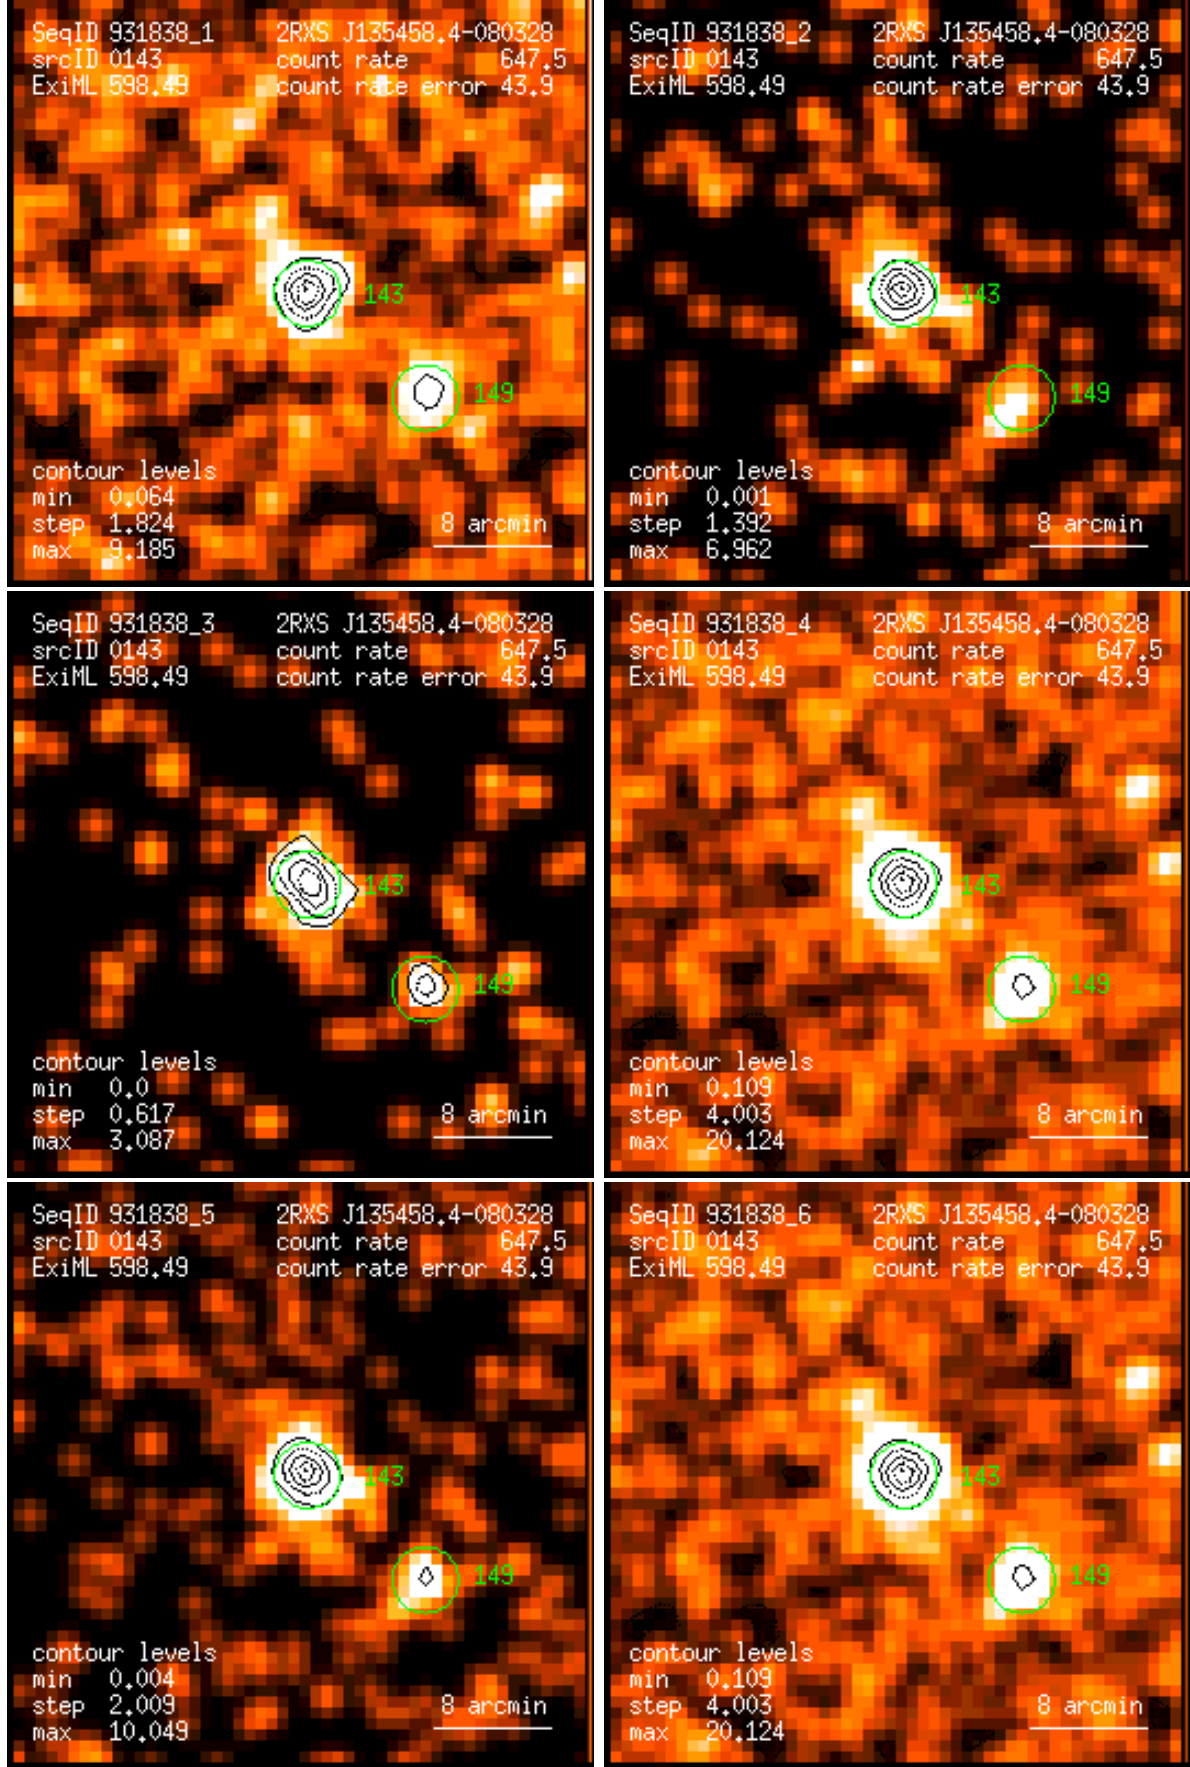 SeqID 931838_1 2RXS J135458.4-080328
srcID 0143 count rate 647.5
ExiML 598.49 count rate error 43.9
143
149
contour levels
min 0.064
step 1.824 8 arcmin
max 9.185
SeqID 931838_2 2RXS J135458.4-080328
srcID 0143 count rate 647.5
ExiML 598.49 count rate error 43.9
143
149
contour levels
min 0.001
step 1.392 8 arcmin
max 6.962
SeqID 931838_3 2RXS J135458.4-080328
srcID 0143 count rate 647.5
ExiML 598.49 count rate error 43.9
143
149
contour levels
min 0.0
step 0.617 8 arcmin
max 3.087
SeqID 931838_4 2RXS J135458.4-080328
srcID 0143 count rate 647.5
ExiML 598.49 count rate error 43.9
143
149
contour levels
min 0.109
step 4.003 8 arcmin
max 20.124
SeqID 931838_5 2RXS J135458.4-080328
srcID 0143 count rate 647.5
ExiML 598.49 count rate error 43.9
143
149
contour levels
min 0.004
step 2.009 8 arcmin
max 10.049
SeqID 931838_6 2RXS J135458.4-080328
srcID 0143 count rate 647.5
ExiML 598.49 count rate error 43.9
143
149
contour levels
min 0.109
step 4.003 8 arcmin
max 20.124